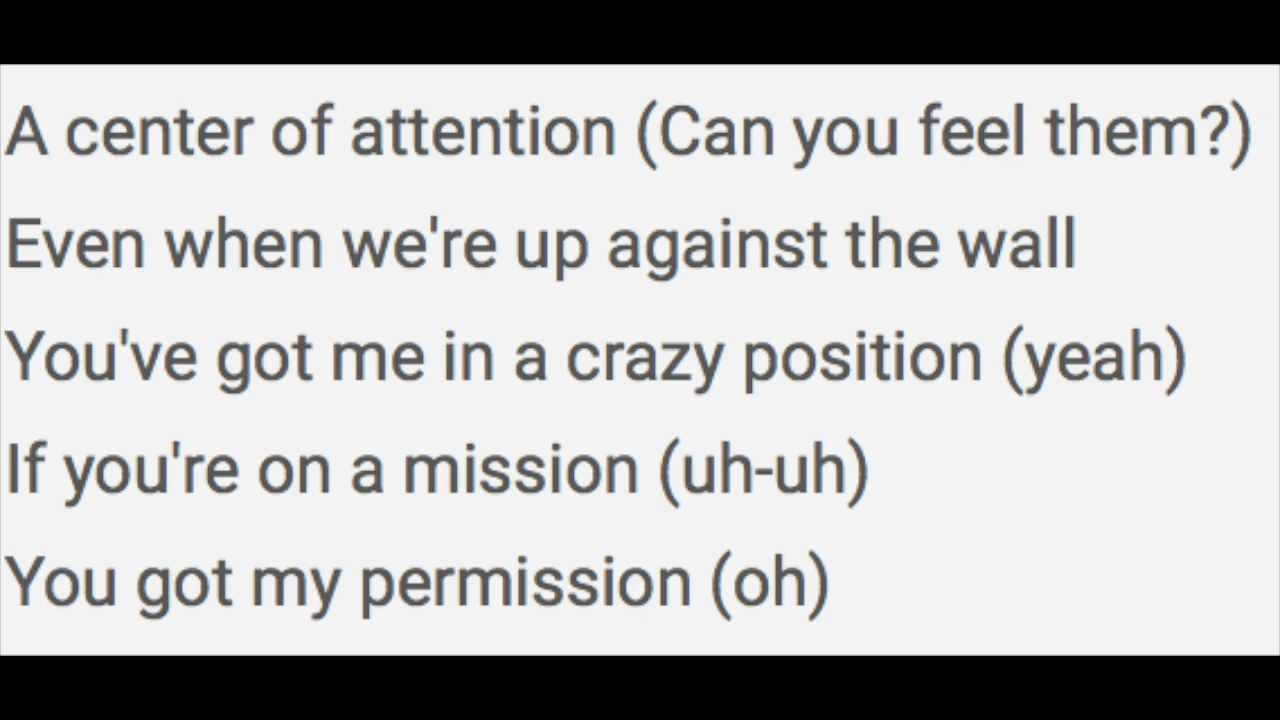 A center of attention (Can you feel them?)
Even when we're up against the wall
You've got me in a crazy position (yeah)
If you're on a mission (uh-uh)
You got my permission (oh)